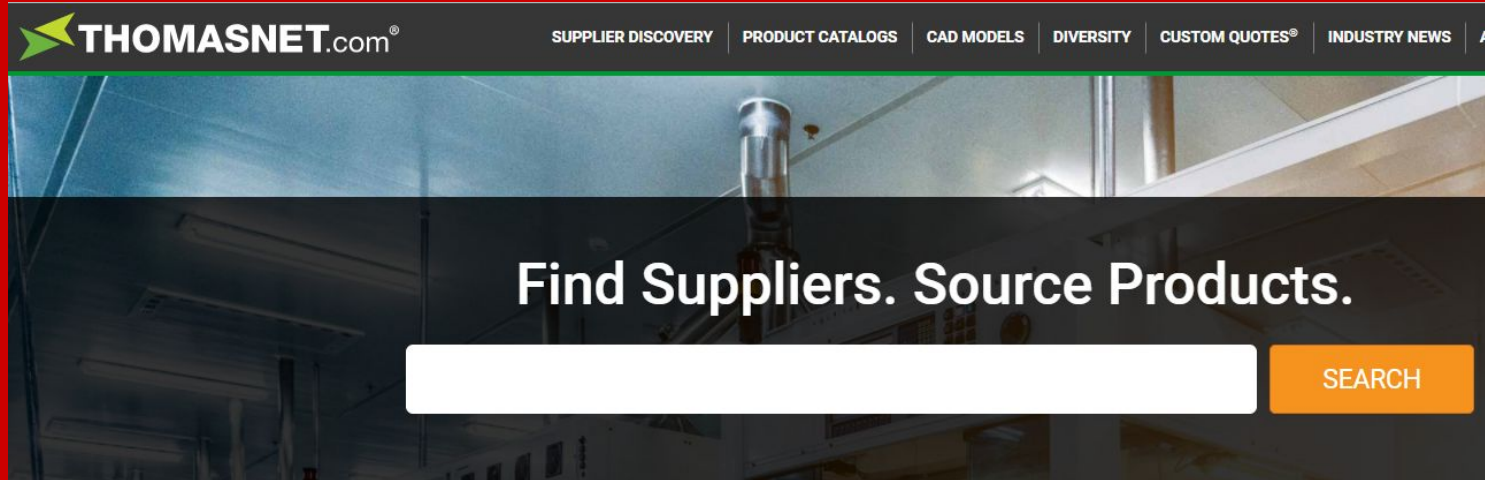 THOMASNET.com®
SUPPLIER DISCOVERY PRODUCT CATALOGS CAD MODELS DIVERSITY CUSTOM QUOTES® INDUSTRY NEWS
Find Suppliers. Source Products.
SEARCH